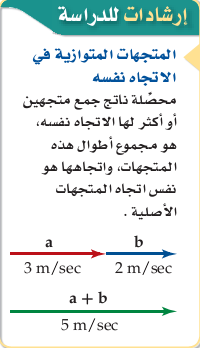 إرشادات للدراسة
المتجهات المتوازية في
الاتجاه نفسه
محصّلة ناتج جمع متجهين
أو أكثر لها الاتجاه نفسه،
هو مجموع أطوال هذه
المتجهات، واتجاهها هو
نفس اتجاه المتجهات
الأصلية .
a b
3 m/sec 2 m/sec
a + b
5 m/sec